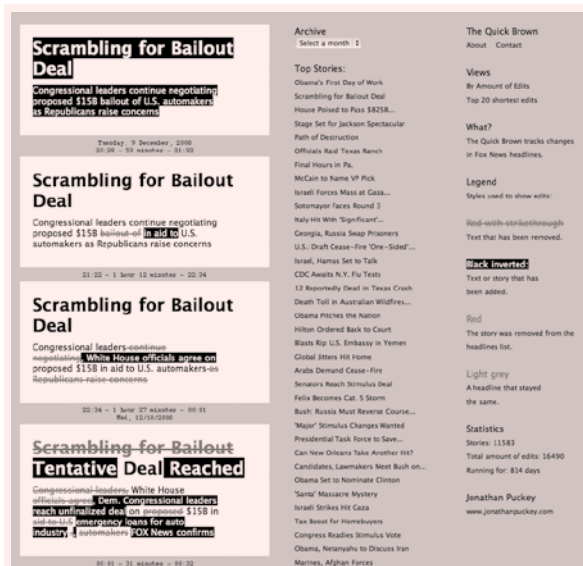 Scrambling for Bailout
Deal
Congressional leaders continue negotiating
proposed $15B bailout of U.S. automakers
as Republicans raise concerns
Tuesday, 9 December, 2008
20:29 - 53 minutes - 21:22
Scrambling for Bailout
Deal
Congressional leaders continue negotiating
proposed $15B bailout of in aid to U.S.
automakers as Republicans raise concerns
21:22 - 1 hour 12 minutes - 22:34
Scrambling for Bailout
Deal
Congressional leaders continue
negotiating, White House officials agree on
proposed $15B in aid to U.S. automakers as
Republicans raise concerns
22:34 - 1 hour 27 minutes - 00:01
Wed, 12/10/2008
Scrambling for Bailout
Tentative Deal Reached
Congressional leaders, White House
officials agree, Dem. Congressional leaders
reach unfinalized deal on proposed $15B in
aid to U.S emergency loans for auto
industry, automakers FOX News confirms
00:01 - 31 minutes - 00:32
Archive
Select a month
Top Stories:
Obama's First Day of Work
Scrambling for Bailout Deal
House Poised to Pass $825B...
Stage Set for Jackson Spectacular
Path of Destruction
Officials Raid Texas Ranch
Final Hours in Pa.
McCain to Name VP Pick
Israeli Forces Mass at Gaza...
Sotomayor Faces Round 3
Italy Hit With 'Significant'...
Georgia, Russia Swap Prisoners
U.S.: Draft Cease-Fire 'One-Sided'...
Israel, Hamas Set to Talk
CDC Awaits N.Y. Flu Tests
12 Reportedly Dead in Texas Crash
Death Toll in Australian Wildfires...
Obama Pitches the Nation
Hilton Ordered Back to Court
Blasts Rip U.S. Embassy in Yemen
Global Jitters Hit Home
Arabs Demand Cease-Fire
Senators Reach Stimulus Deal
Felix Becomes Cat. 5 Storm
Bush: Russia Must Reverse Course...
'Major' Stimulus Changes Wanted
Presidential Task Force to Save...
Can New Orleans Take Another Hit?
Candidates, Lawmakers Meet Bush on...
Obama Set to Nominate Clinton
'Santa' Massacre Mystery
Israeli Strikes Hit Gaza
Tax Boost for Homebuyers
Congress Readies Stimulus Vote
Obama, Netanyahu to Discuss Iran
Marines, Afghan Forces
The Quick Brown
About Contact
Views
By Amount of Edits
Top 20 shortest edits
What?
The Quick Brown tracks changes
in Fox News headlines.
Legend
Styles used to show edits:
Red with strikethrough
Text that has been removed.
Black inverted:
Text or story that has
been added.
Red
The story was removed from the
headlines list.
Light grey
A headline that stayed
the same.
Statistics
Stories: 11583
Total amount of edits: 16490
Running for: 814 days
Jonathan Puckey
www.jonathanpuckey.com